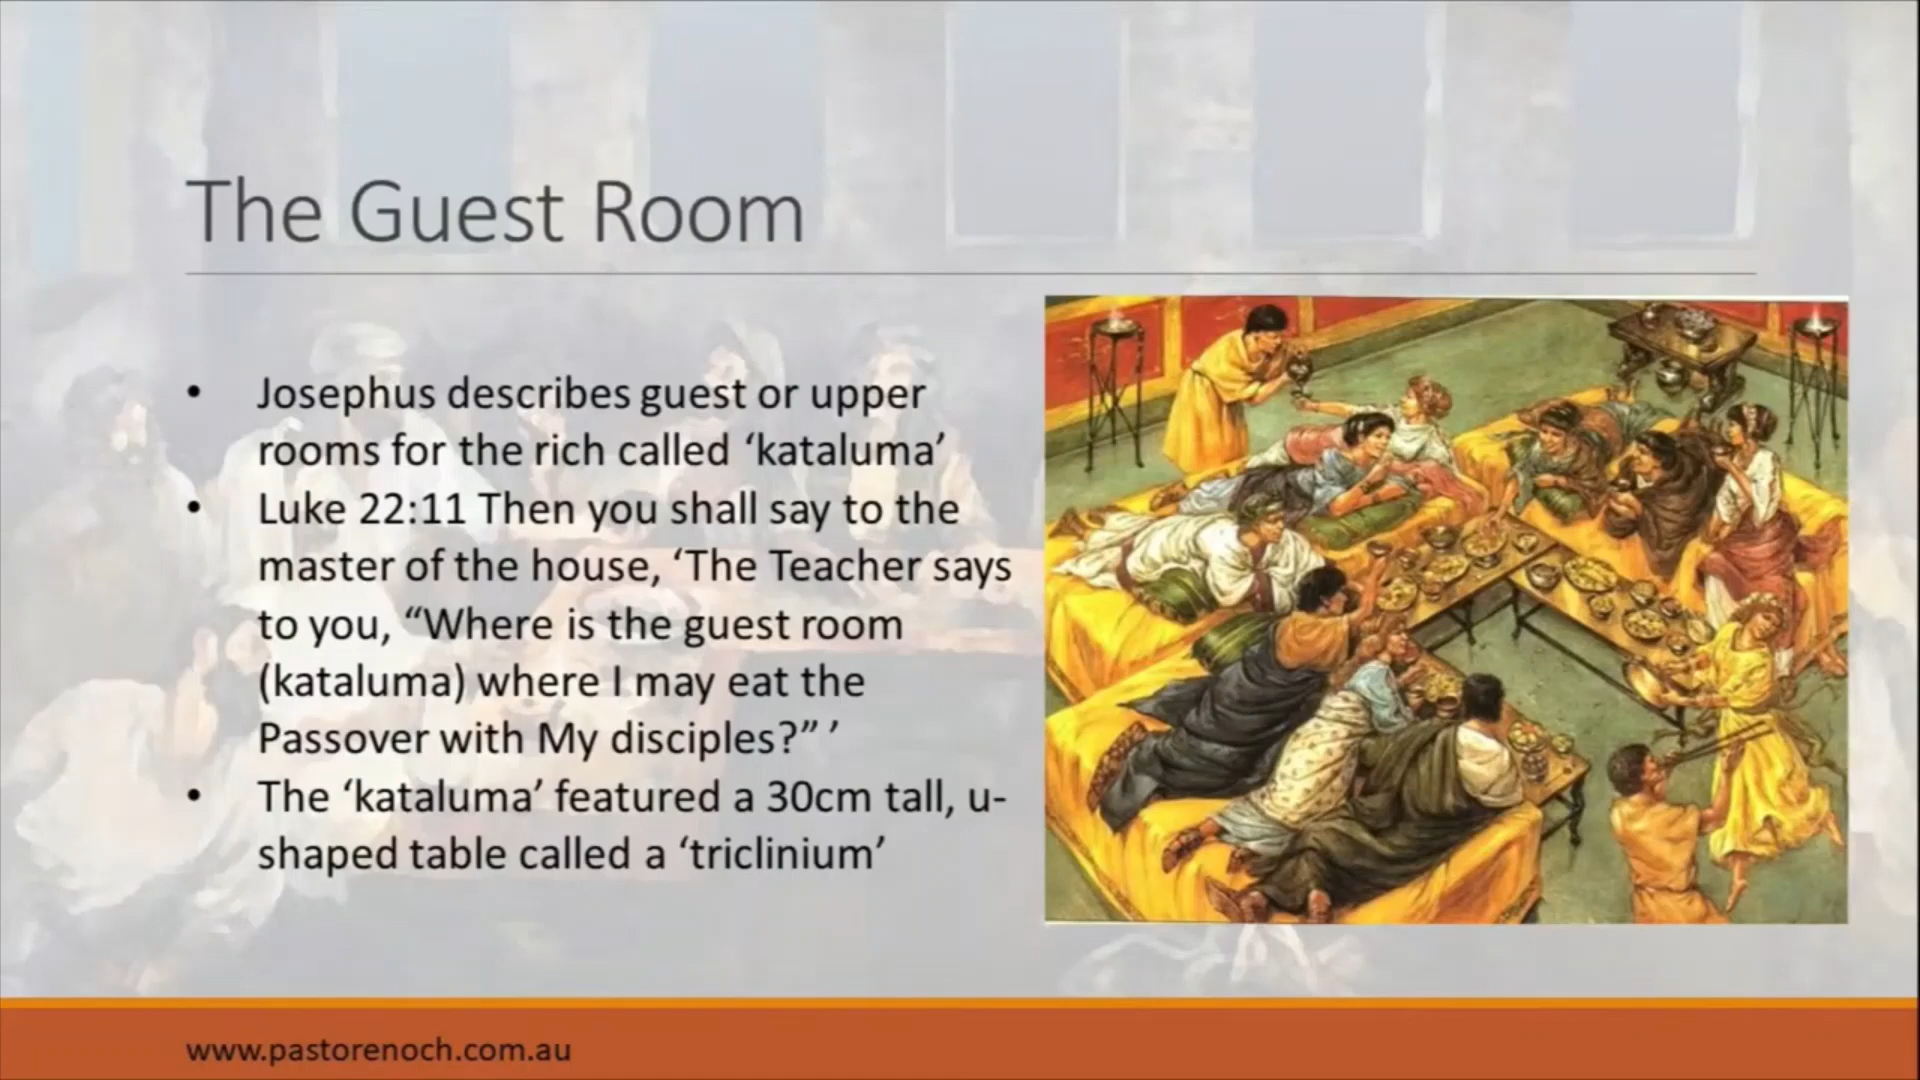 The Guest Room
• Josephus describes guest or upper
rooms for the rich called ‘kataluma’
• Luke 22:11 Then you shall say to the
master of the house, ‘The Teacher says
to you, “Where is the guest room
(kataluma) where I may eat the
Passover with My disciples?” ’
• The ‘kataluma’ featured a 30cm tall, u-
shaped table called a ‘triclinium’
www.pastorenoch.com.au